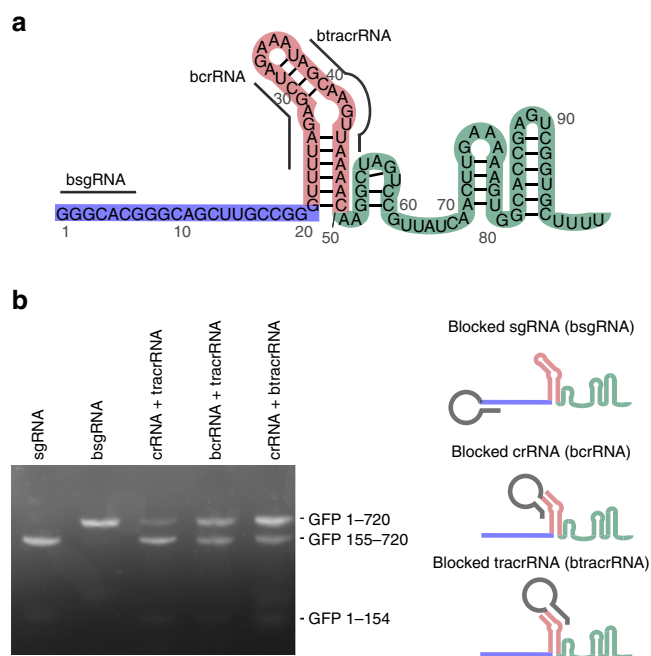 a
btracrRNA
bcrRNA
bsgRNA
GGGCACGGGCAGCUUGCCGGGUUUUAGAGCUAGAAAUAGCAAGUUAAAACAAGGCUAGUCCGUUAUCAACUUGAAAAAGUGGCACCGAGUCGGUGCUUUU
1
10
20
30
40
50
60
70
80
90
b
sgRNA
bsgRNA
crRNA + tracrRNA
bcrRNA + tracrRNA
crRNA + btracrRNA
GFP 1–720
GFP 155–720
GFP 1–154
Blocked sgRNA (bsgRNA)
Blocked crRNA (bcrRNA)
Blocked tracrRNA (btracrRNA)